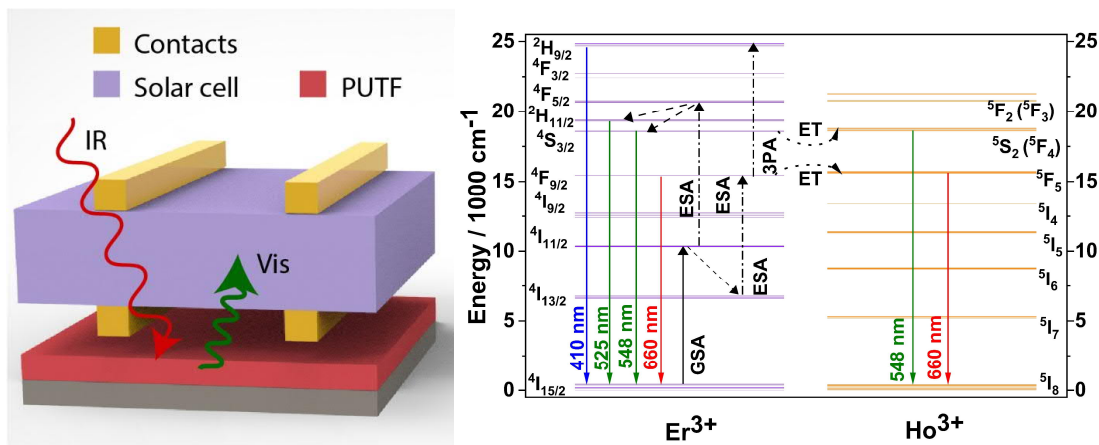 Contacts
Solar cell
PUTF
IR
Vis
Energy / 1000 cm⁻¹
25
20
15
10
5
0
²H₉/₂
⁴F₃/₂
⁴F₅/₂
²H₁₁/₂
⁴S₃/₂
⁴F₉/₂
⁴I₉/₂
⁴I₁₁/₂
⁴I₁₃/₂
⁴I₁₅/₂
410 nm
525 nm
548 nm
660 nm
GSA
ESA
ESA
ESA
3PA
ET
ET
548 nm
660 nm
⁵F₂ (⁵F₃)
⁵S₂ (⁵F₄)
⁵F₅
⁵I₄
⁵I₅
⁵I₆
⁵I₇
⁵I₈
25
20
15
10
5
0
Er³⁺
Ho³⁺